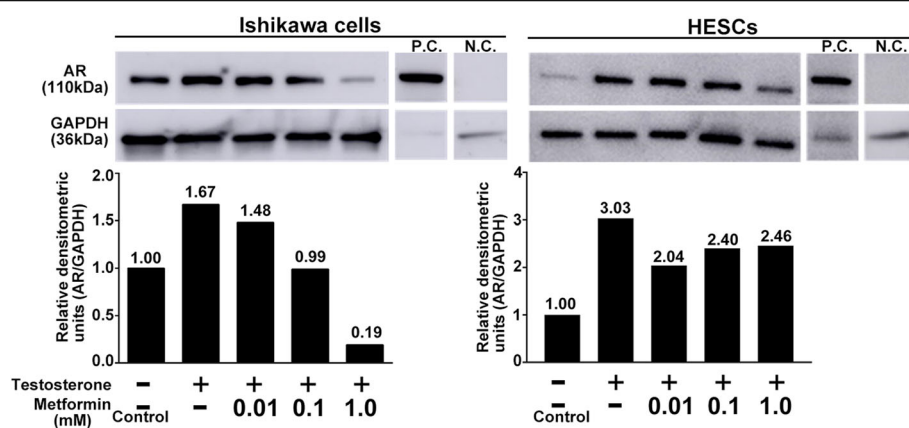 Ishikawa cells
HESCs
P.C. N.C.
P.C. N.C.
AR
(110kDa)
GAPDH
(36kDa)
Relative densitometric
units (AR/GAPDH)
2.0
1.5
1.0
0.5
0.0
1.00 1.67 1.48 0.99 0.19
Relative densitometric
units (AR/GAPDH)
4
3
2
1
0
1.00 3.03 2.04 2.40 2.46
Testosterone − + + + + − + + + +
Metformin − − 0.01 0.1 1.0 − − 0.01 0.1 1.0
(mM) Control Control